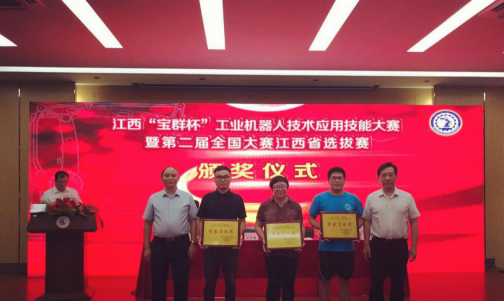 江西“宝群杯”工业机器人技术应用技能大赛
暨第二届全国大赛江西省选拔赛
颁奖仪式